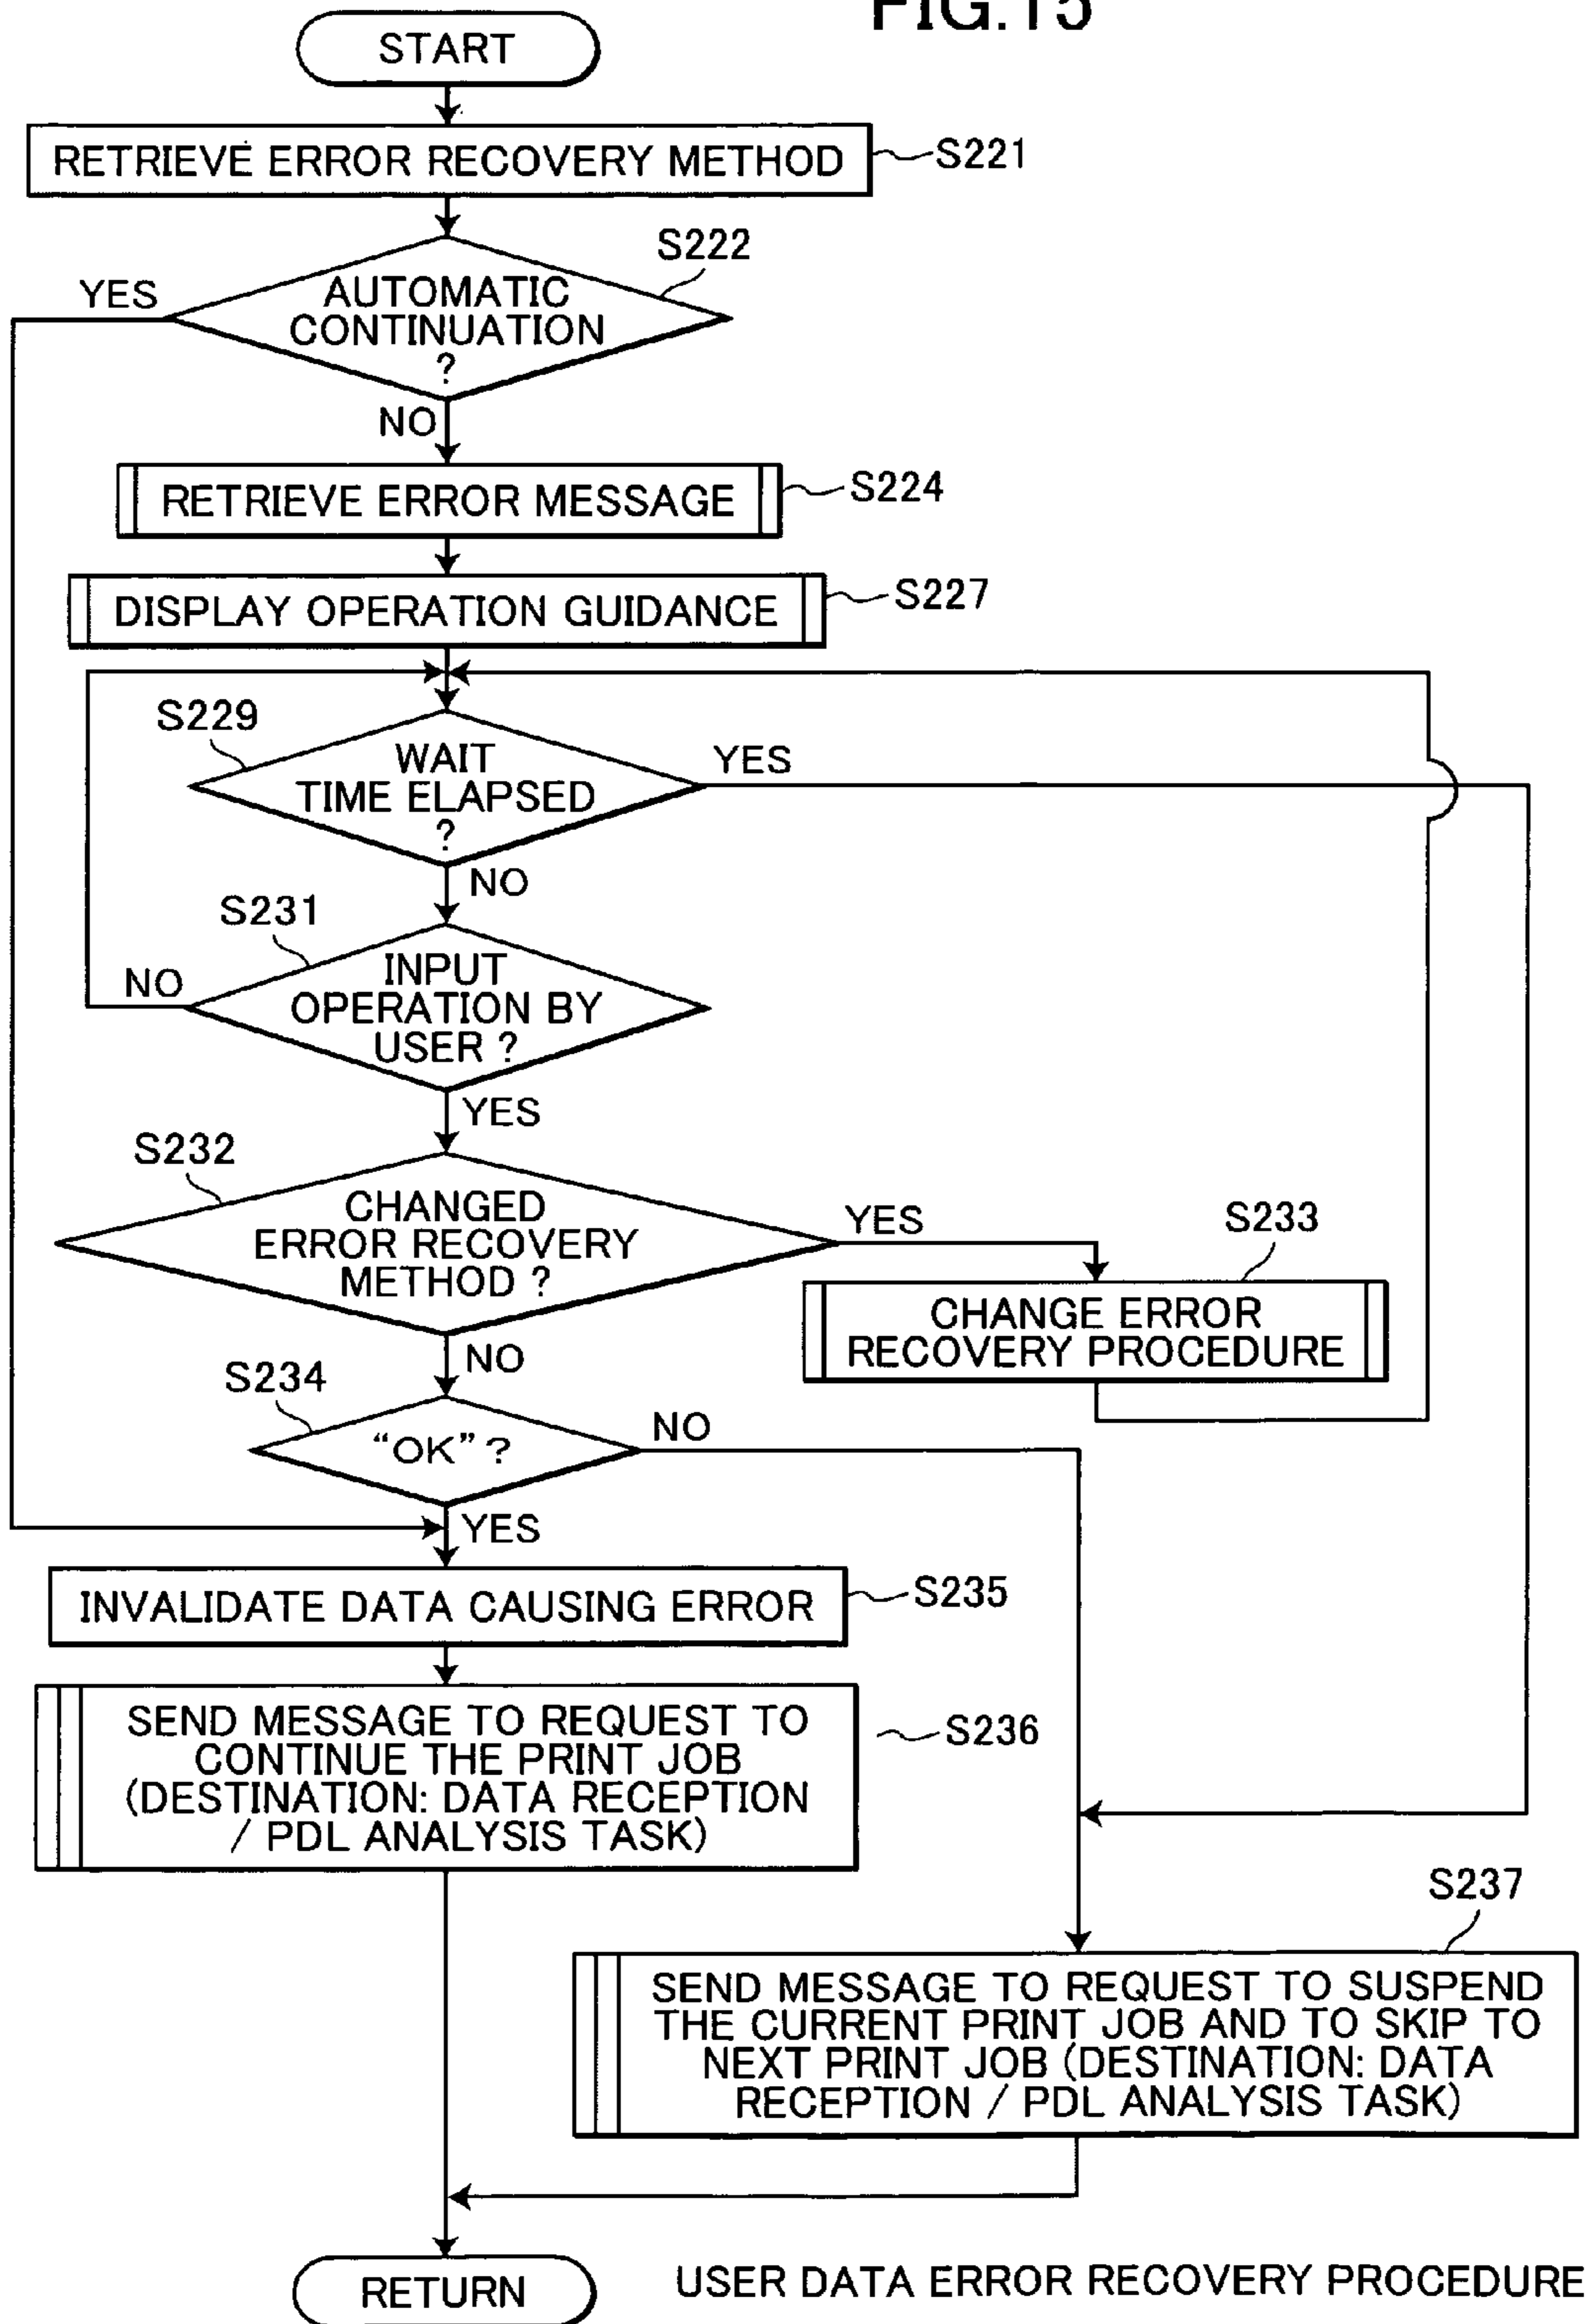 FIG.15
START
RETRIEVE ERROR RECOVERY METHOD
S221
S222
YES
AUTOMATIC
CONTINUATION
?
NO
RETRIEVE ERROR MESSAGE
S224
DISPLAY OPERATION GUIDANCE
S227
S229
WAIT
TIME ELAPSED
?
YES
NO
S231
INPUT
OPERATION BY
USER ?
NO
YES
S232
CHANGED
ERROR RECOVERY
METHOD ?
YES
S233
CHANGE ERROR
RECOVERY PROCEDURE
NO
S234
“OK” ?
NO
YES
INVALIDATE DATA CAUSING ERROR
S235
SEND MESSAGE TO REQUEST TO
CONTINUE THE PRINT JOB
(DESTINATION: DATA RECEPTION
/ PDL ANALYSIS TASK)
S236
S237
SEND MESSAGE TO REQUEST TO SUSPEND
THE CURRENT PRINT JOB AND TO SKIP TO
NEXT PRINT JOB (DESTINATION: DATA
RECEPTION / PDL ANALYSIS TASK)
RETURN
USER DATA ERROR RECOVERY PROCEDURE